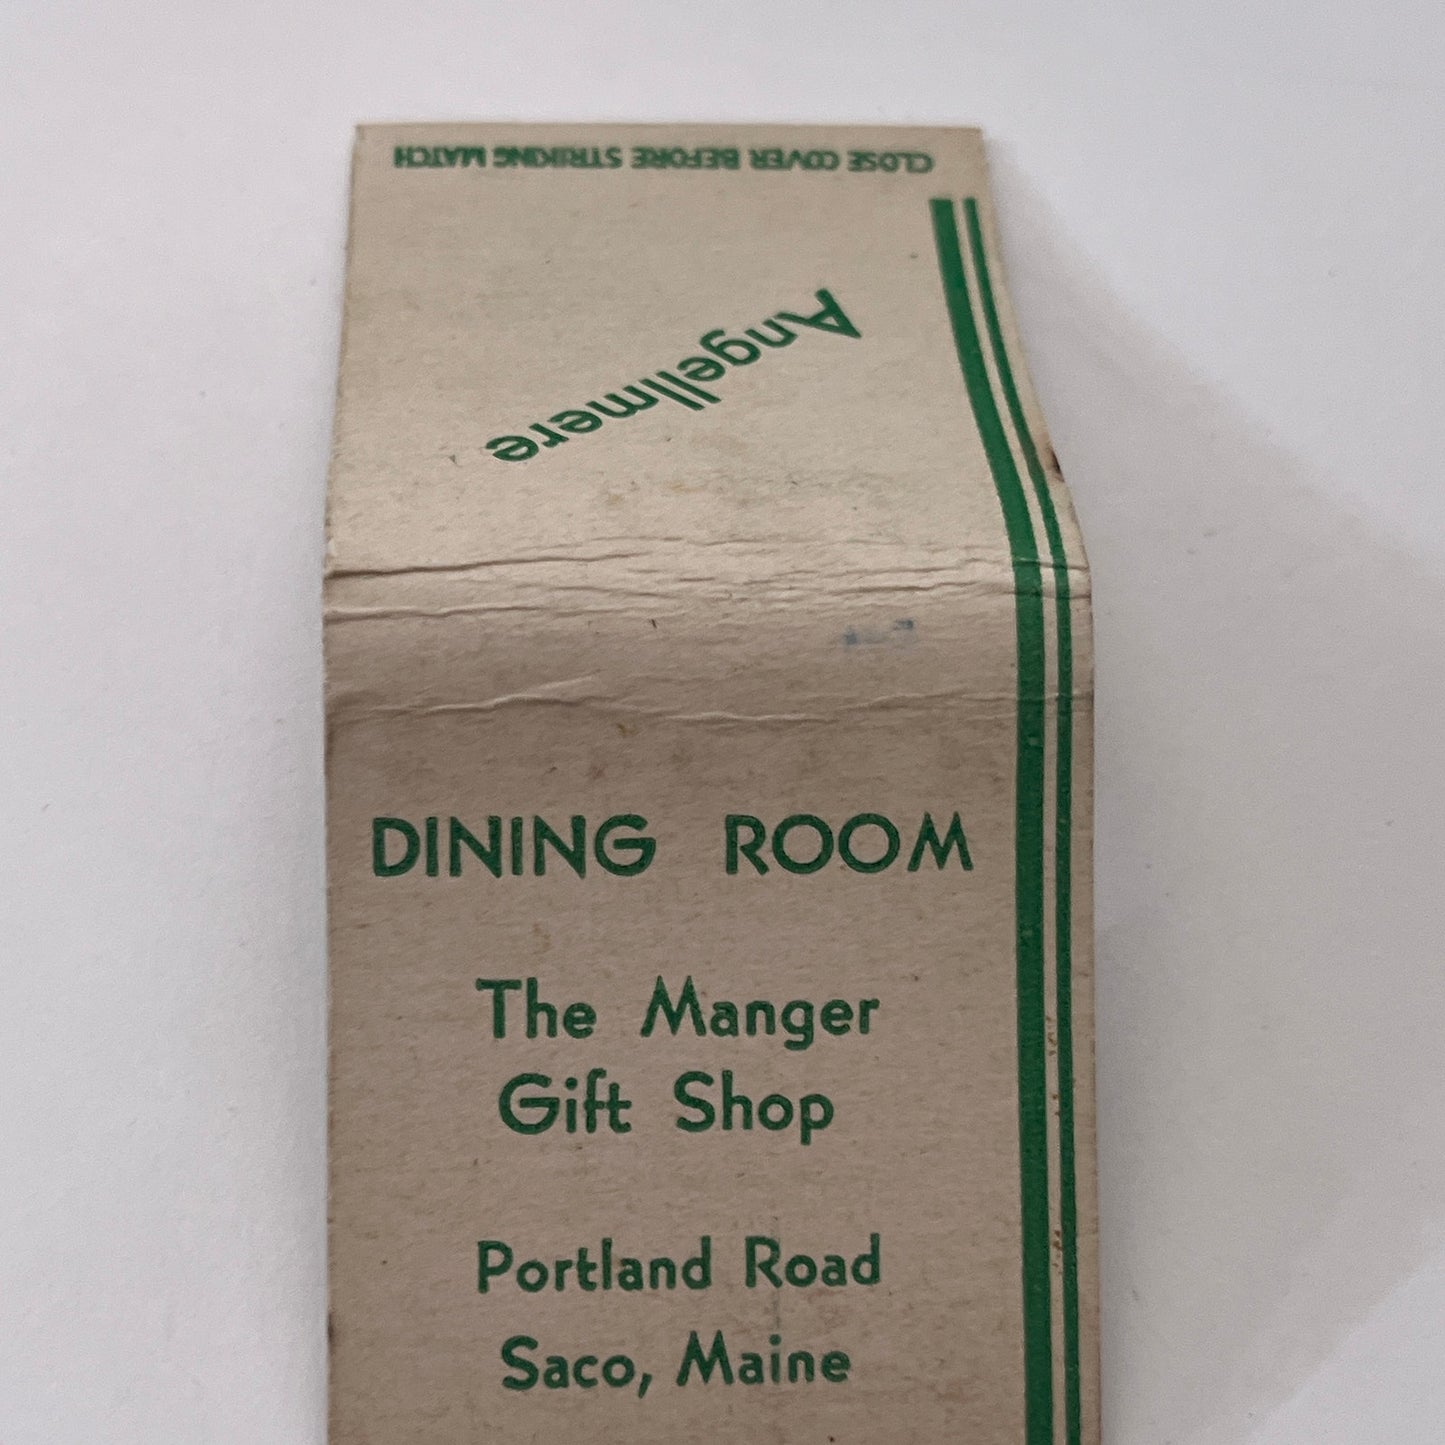 CLOSE COVER BEFORE STRIKING MATCH
Angellmere
DINING ROOM
The Manger
Gift Shop
Portland Road
Saco, Maine